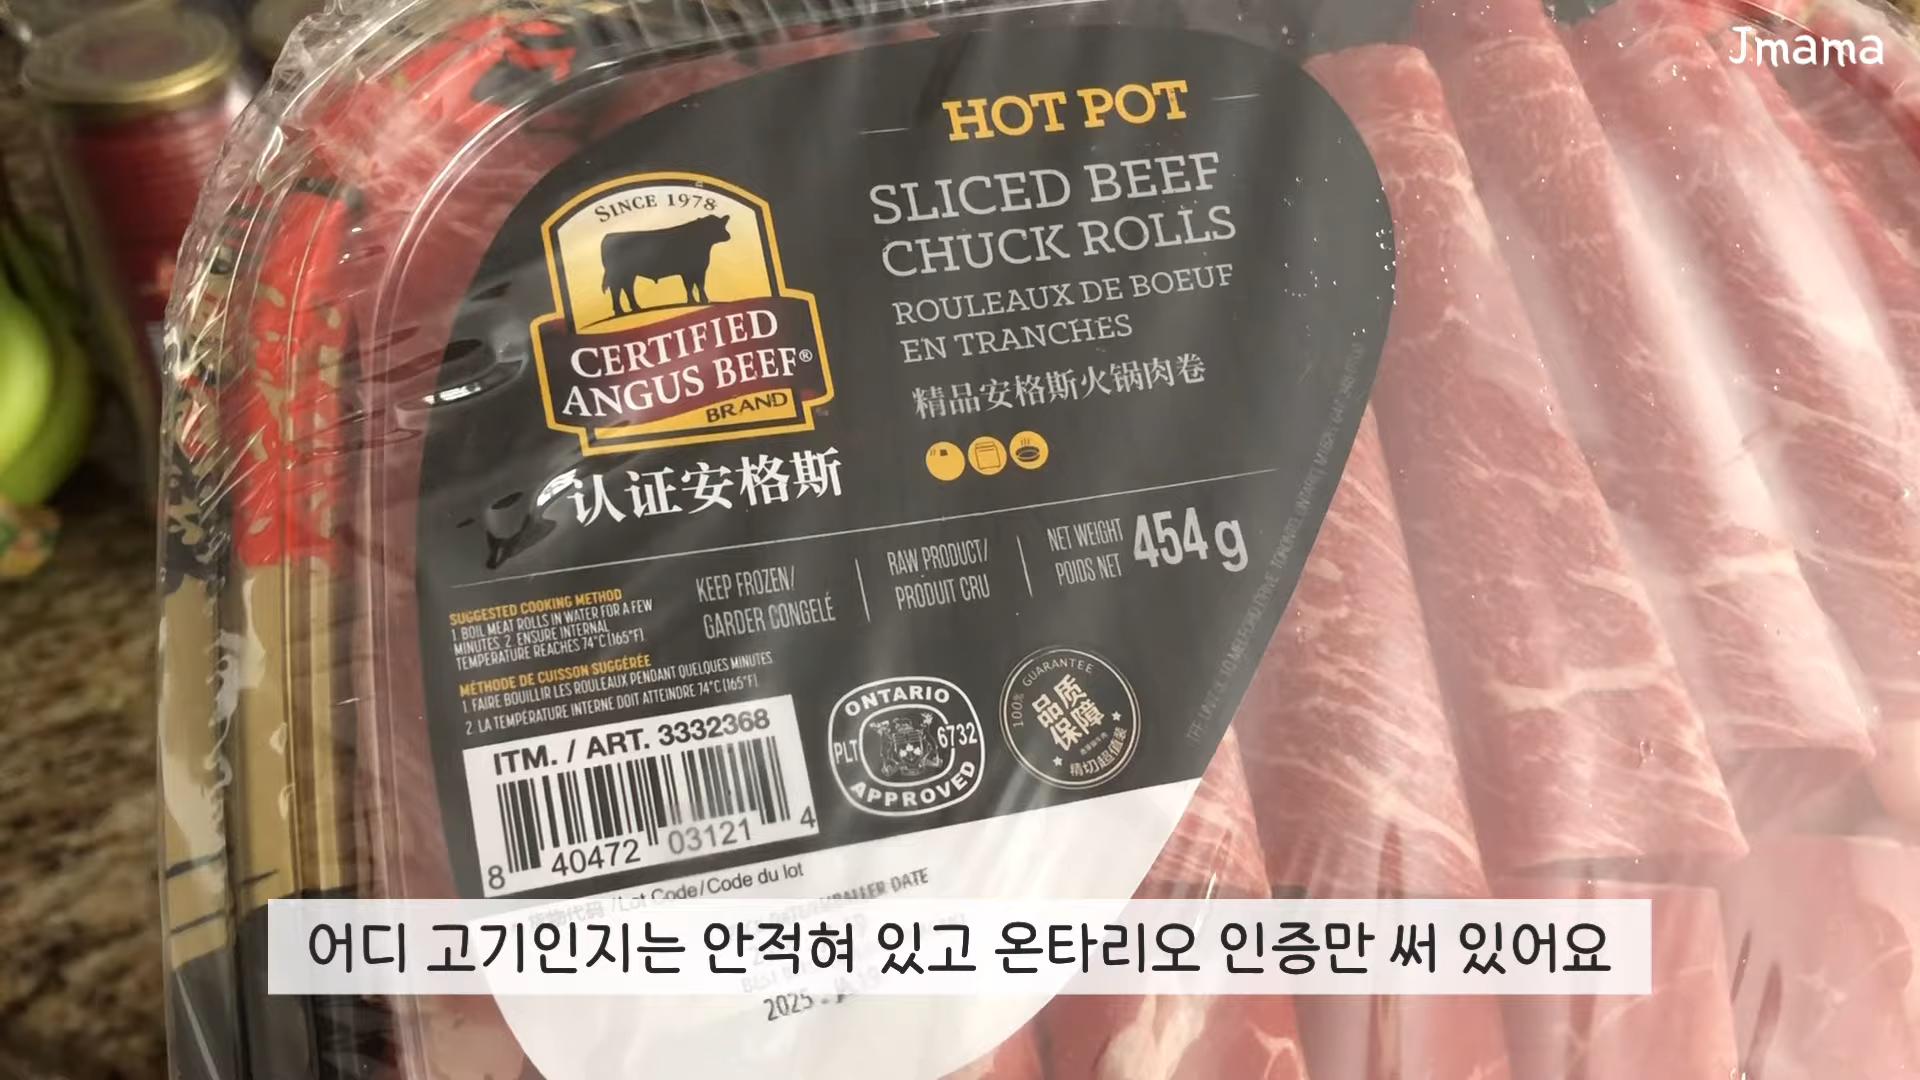 Jmama
HOT POT
SLICED BEEF
CHUCK ROLLS
ROULEAUX DE BOEUF
EN TRANCHES
精品安格斯火锅肉卷
SINCE 1978
CERTIFIED
ANGUS BEEF®
BRAND
认证安格斯
SUGGESTED COOKING METHOD
1. BOIL MEAT ROLLS IN WATER FOR A FEW
MINUTES. 2. ENSURE INTERNAL
TEMPERATURE REACHES 74°C (165°F)
MÉTHODE DE CUISSON SUGGÉRÉE
1. FAIRE BOUILLIR LES ROULEAUX PENDANT QUELQUES MINUTES.
2. LA TEMPÉRATURE INTERNE DOIT ATTEINDRE 74°C (165°F)
KEEP FROZEN/
GARDER CONGELÉ
RAW PRODUCT/
PRODUIT CRU
NET WEIGHT
POIDS NET
454 g
ITM. / ART. 3332368
8 40472 03121 4
ONTARIO
PLT 6732
APPROVED
100% GUARANTEE
品质
保障
精切超值装
/Lot Code/Code du lot
DATE
2025
어디 고기인지는 안적혀 있고 온타리오 인증만 써 있어요